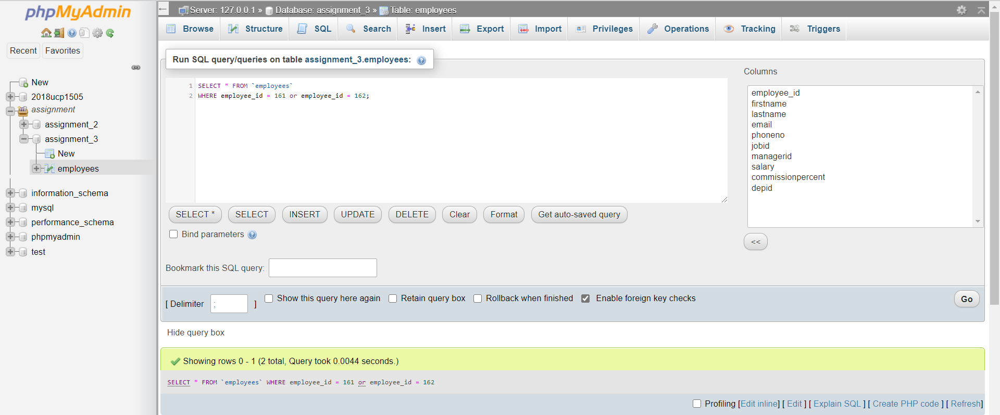 phpMyAdmin
Recent Favorites
New
2018ucp1505
assignment
assignment_2
assignment_3
New
employees
information_schema
mysql
performance_schema
phpmyadmin
test
Server: 127.0.0.1 » Database: assignment_3 » Table: employees
Browse Structure SQL Search Insert Export Import Privileges Operations Tracking Triggers
Run SQL query/queries on table assignment_3.employees:
1 SELECT * FROM `employees`
2 WHERE employee_id = 161 or employee_id = 162;
Columns
employee_id
firstname
lastname
email
phoneno
jobid
managerid
salary
commissionpercent
depid
<<
SELECT * SELECT INSERT UPDATE DELETE Clear Format Get auto-saved query
Bind parameters
Bookmark this SQL query:
[ Delimiter ; ] Show this query here again Retain query box Rollback when finished Enable foreign key checks Go
Hide query box
Showing rows 0 - 1 (2 total, Query took 0.0044 seconds.)
SELECT * FROM `employees` WHERE employee_id = 161 or employee_id = 162
Profiling [Edit inline] [ Edit ] [ Explain SQL ] [ Create PHP code ] [ Refresh]